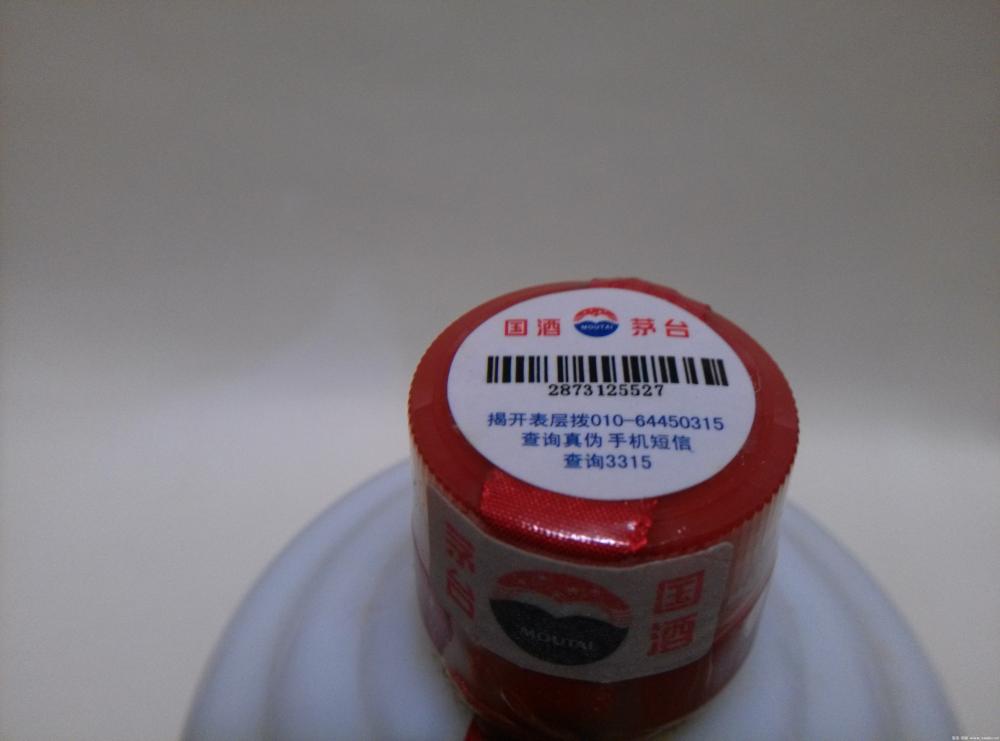 国酒 MOUTAI 茅台
2873125527
揭开表层拨010-64450315
查询真伪 手机短信
查询3315
茅台 MOUTAI 国酒